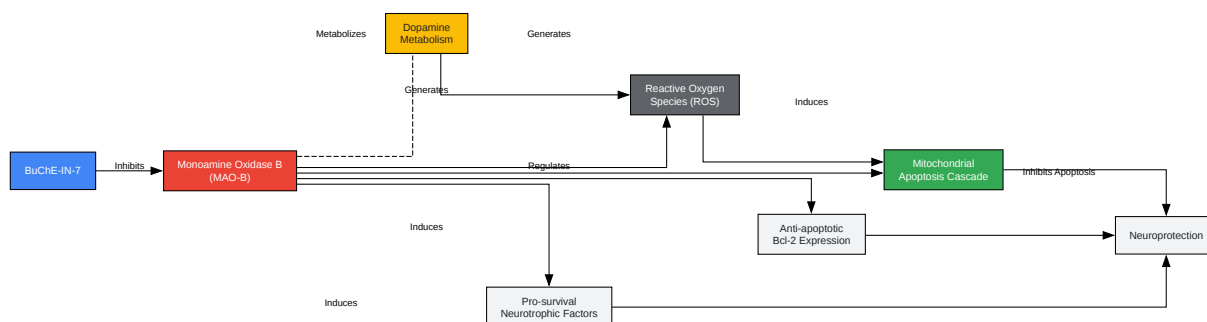 Dopamine
Metabolism
Metabolizes
Generates
Generates
Reactive Oxygen
Species (ROS)
Induces
BuChE-IN-7
Inhibits
Monoamine Oxidase B
(MAO-B)
Regulates
Mitochondrial
Apoptosis Cascade
Inhibits Apoptosis
Induces
Anti-apoptotic
Bcl-2 Expression
Neuroprotection
Induces
Pro-survival
Neurotrophic Factors